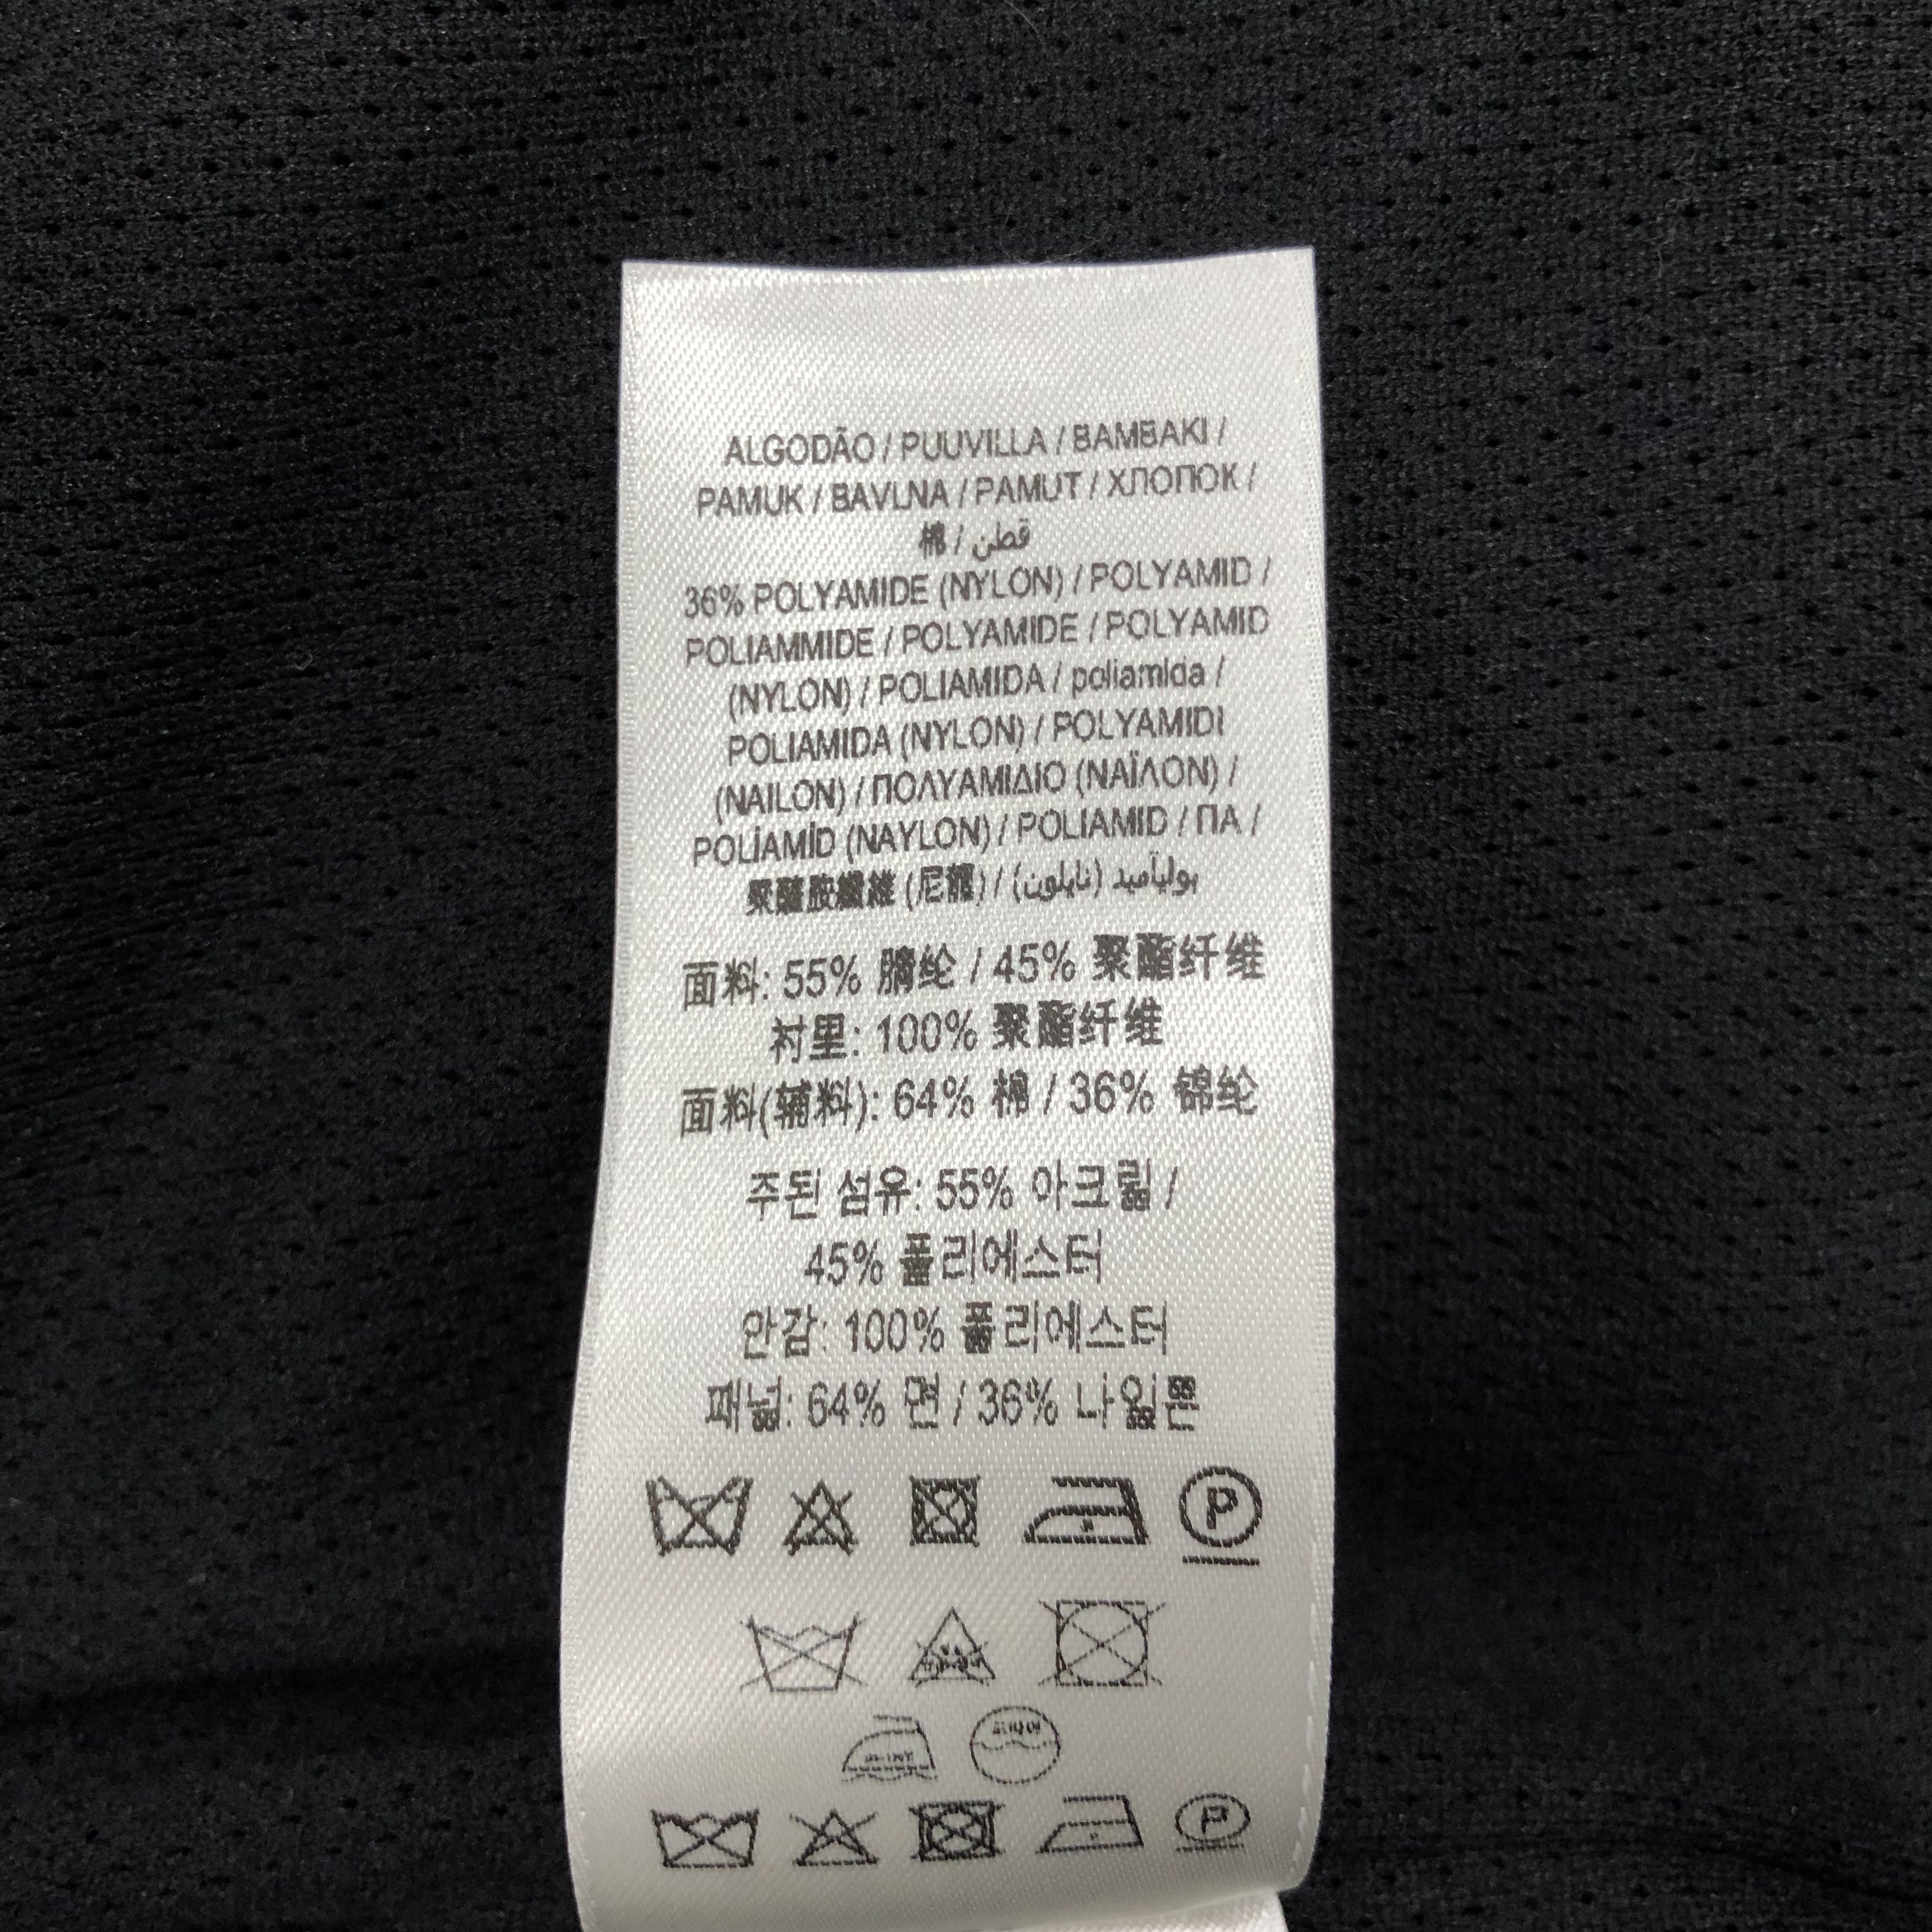 ALGODÃO / PUUVILLA / BAMBAKI /
PAMUK / BAVLNA / PAMUT / ХЛОПОК /
棉 / قطن
36% POLYAMIDE (NYLON) / POLYAMID /
POLIAMMIDE / POLYAMIDE / POLYAMID
(NYLON) / POLIAMIDA / poliamida /
POLIAMIDA (NYLON) / POLYAMIDI
(NAILON) / ΠΟΛΥΑΜΙΔΙΟ (ΝΑΪΛΟΝ) /
POLİAMİD (NAYLON) / POLIAMID / ПА /
聚醯胺纖維 (尼龍) / بولياميد (نايلون)
面料: 55% 腈纶 / 45% 聚酯纤维
衬里: 100% 聚酯纤维
面料(辅料): 64% 棉 / 36% 锦纶
주된 섬유: 55% 아크릴 /
45% 폴리에스터
안감: 100% 폴리에스터
패널: 64% 면 / 36% 나일론
P
P